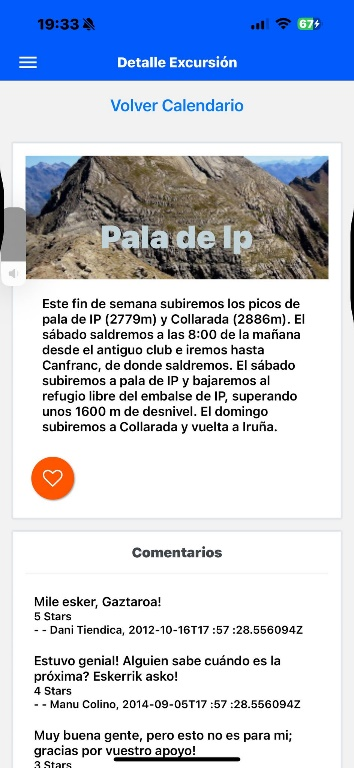 19:33
67
Detalle Excursión
Volver Calendario
Pala de Ip
Este fin de semana subiremos los picos de
pala de IP (2779m) y Collarada (2886m). El
sábado saldremos a las 8:00 de la mañana
desde el antiguo club e iremos hasta
Canfranc, de donde saldremos. El sábado
subiremos a pala de IP y bajaremos al
refugio libre del embalse de IP, superando
unos 1600 m de desnivel. El domingo
subiremos a Collarada y vuelta a Iruña.
Comentarios
Mile esker, Gaztaroa!
5 Stars
- - Dani Tiendica, 2012-10-16T17 :57 :28.556094Z
Estuvo genial! Alguien sabe cuándo es la
próxima? Eskerrik asko!
4 Stars
- - Manu Colino, 2014-09-05T17 :57 :28.556094Z
Muy buena gente, pero esto no es para mi;
gracias por vuestro apoyo!
3 Stars